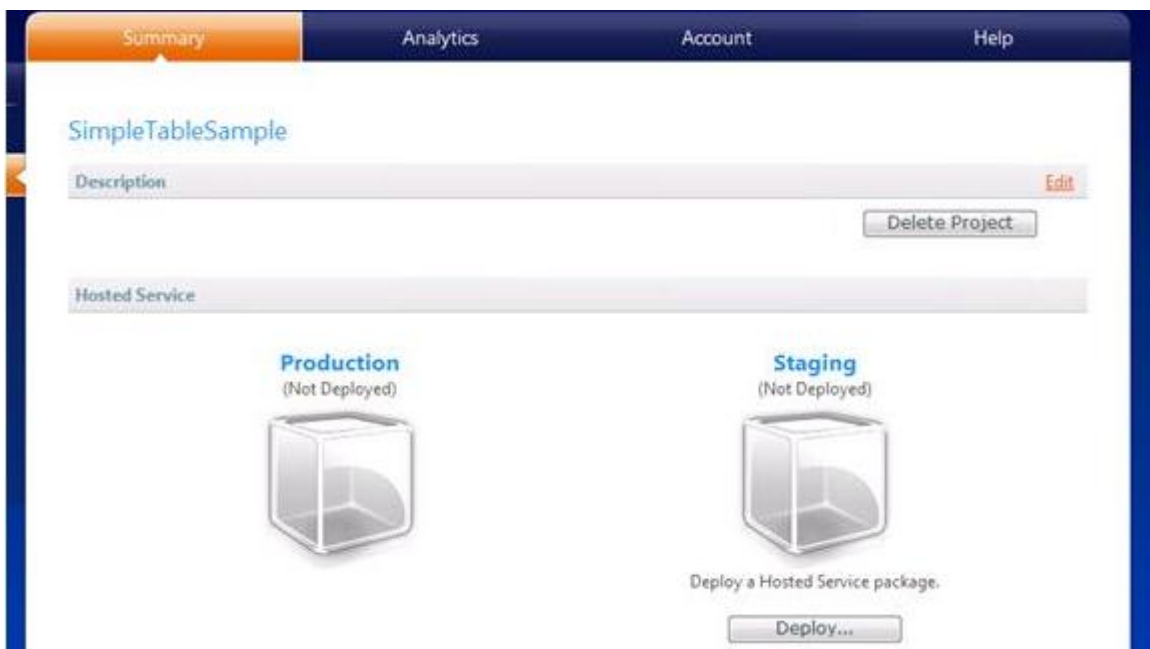 Summary Analytics Account Help
SimpleTableSample
Description Edit
Delete Project
Hosted Service
Production Staging
(Not Deployed) (Not Deployed)
Deploy a Hosted Service package.
Deploy...